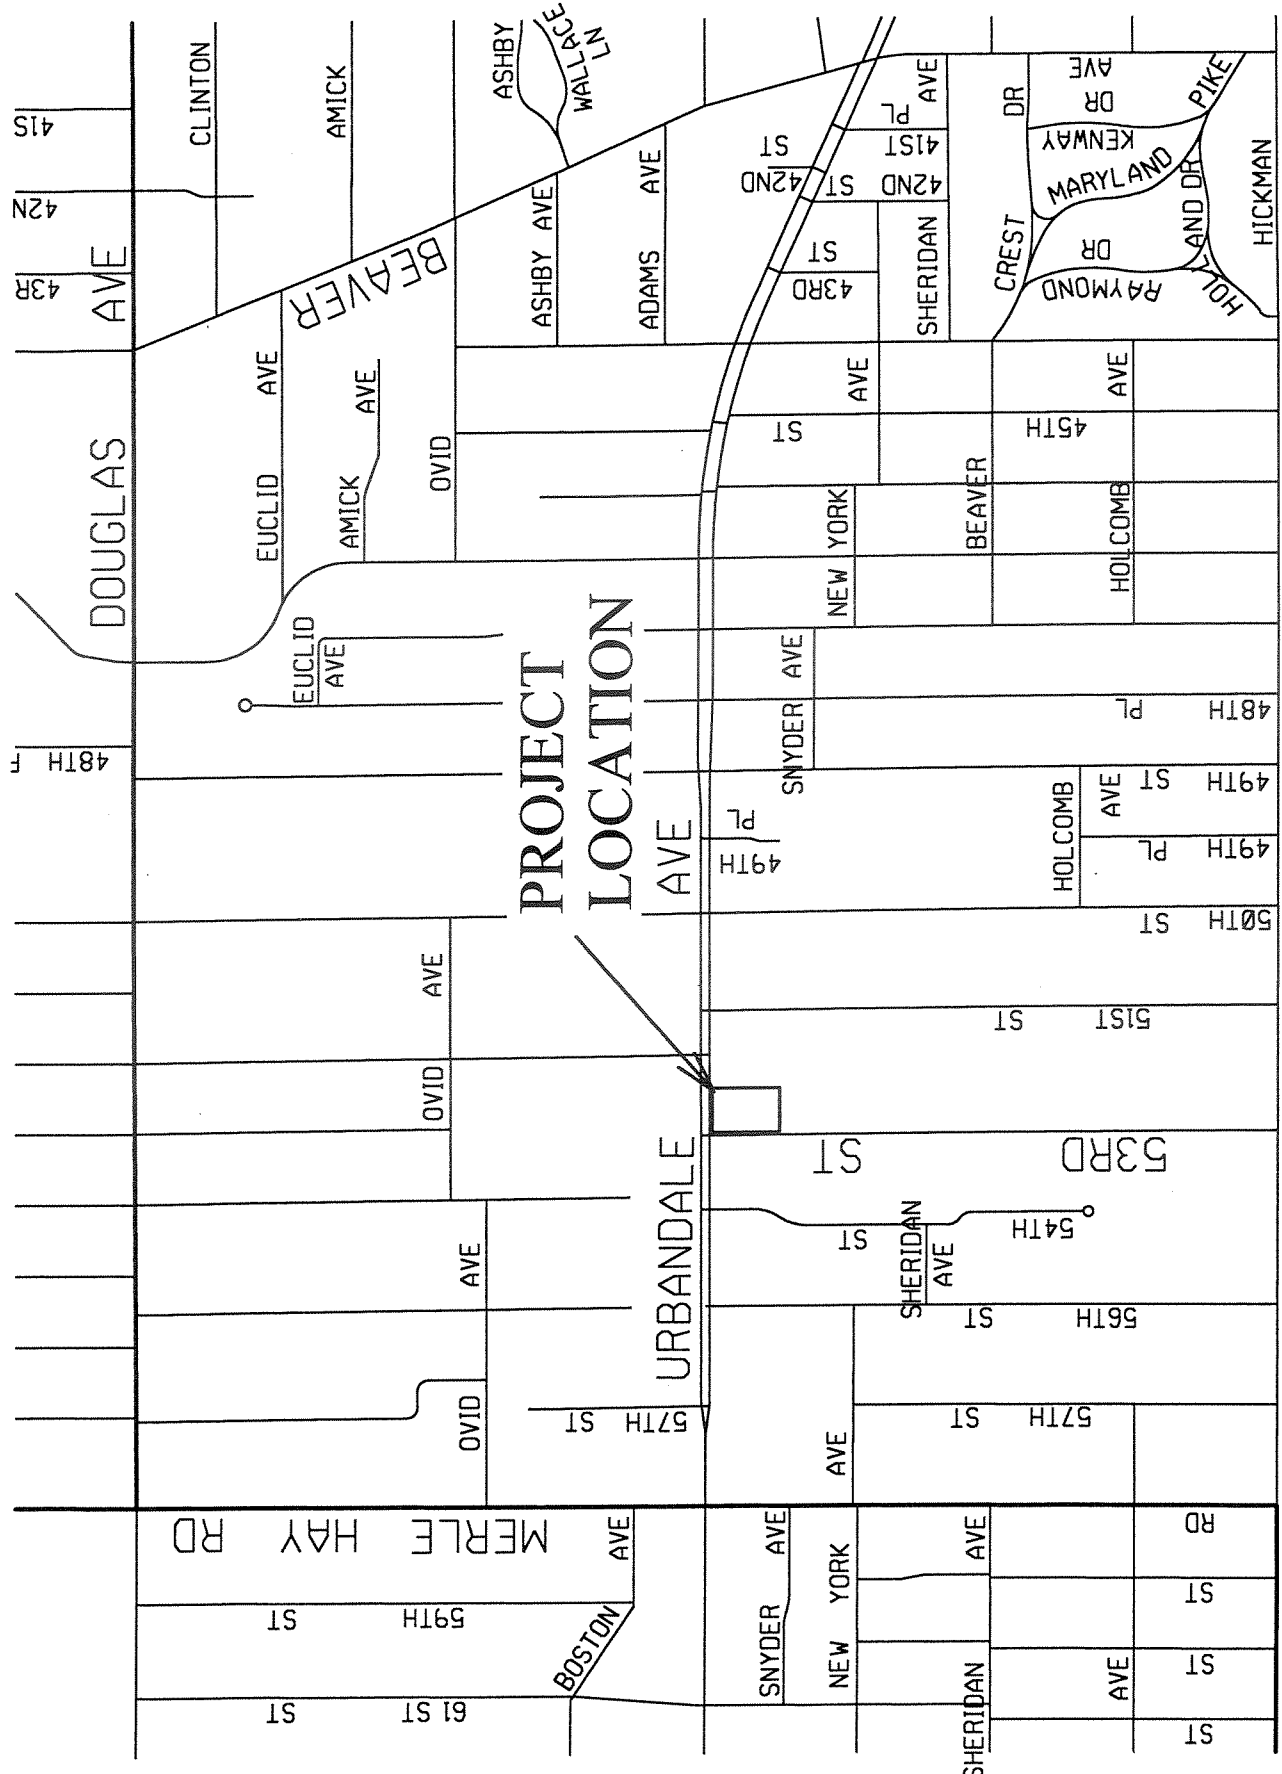 48TH P
43R
42N
41S
DOUGLAS AVE
CLINTON
MERLE HAY RD
EUCLID AVE
59TH ST
61 ST ST
EUCLID AVE
AMICK AVE
AMICK
BEAVER
OVID AVE
OVID AVE
OVID AVE
ASHBY
WALLACE LN
ASHBY AVE
PROJECT
LOCATION
BOSTON AVE
57TH ST
ADAMS AVE
URBANDALE AVE
49TH PL
SNYDER AVE
SNYDER AVE
42ND ST
43RD ST
45TH ST
NEW YORK AVE
NEW YORK AVE
42ND ST
41ST PL
53RD ST
54TH ST
SHERIDAN AVE
SHERIDAN AVE
SHERIDAN AVE
BEAVER
CREST DR
56TH ST
57TH ST
51ST ST
HOLCOMB AVE
HOLCOMB AVE
RAYMOND DR
MARYLAND
KENWAY DR
AVE
HOLLAND DR
PIKE
48TH PL
49TH ST
49TH PL
50TH ST
AVE
RD
ST
ST
ST
HICKMAN